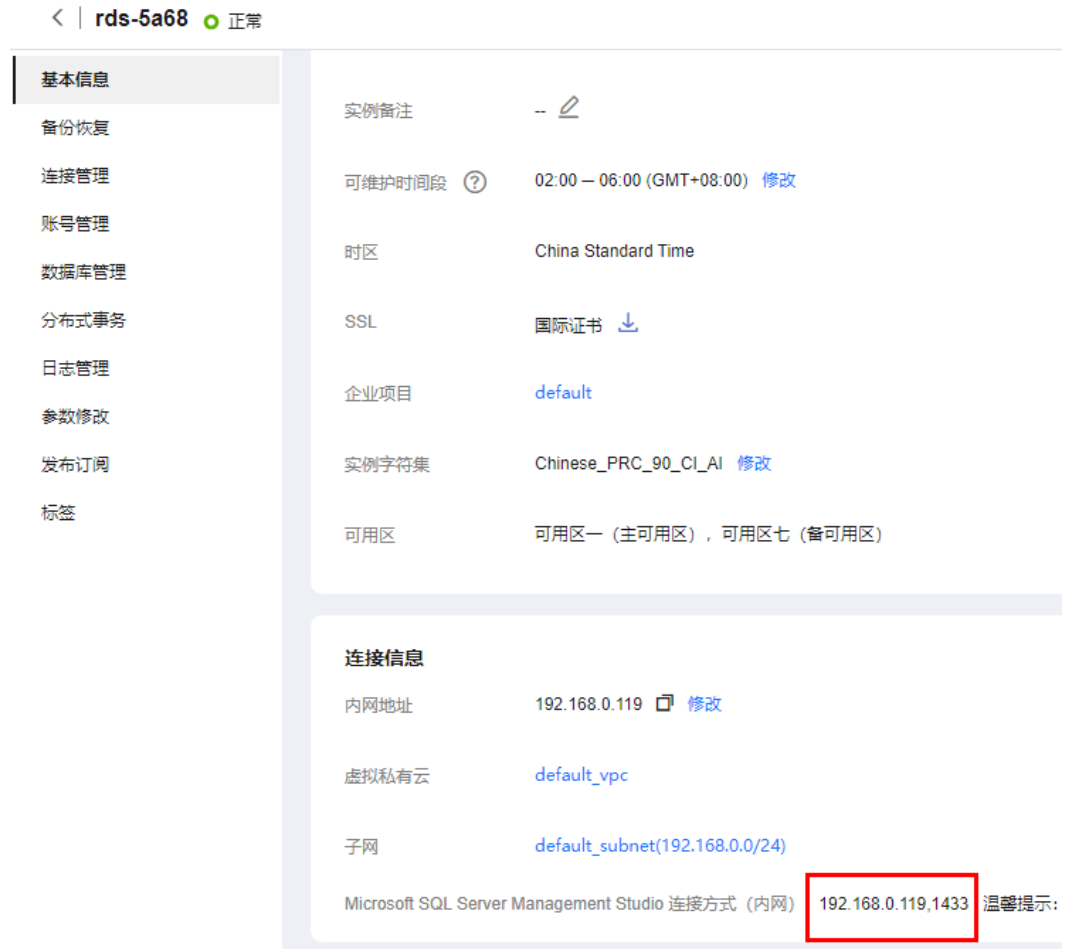 rds-5a68 正常
基本信息
备份恢复
连接管理
账号管理
数据库管理
分布式事务
日志管理
参数修改
发布订阅
标签
实例备注 --
可维护时间段 ? 02:00 — 06:00 (GMT+08:00) 修改
时区 China Standard Time
SSL 国际证书
企业项目 default
实例字符集 Chinese_PRC_90_CI_AI 修改
可用区 可用区一（主可用区）, 可用区七（备可用区）
连接信息
内网地址 192.168.0.119 修改
虚拟私有云 default_vpc
子网 default_subnet(192.168.0.0/24)
Microsoft SQL Server Management Studio 连接方式（内网） 192.168.0.119,1433 温馨提示: